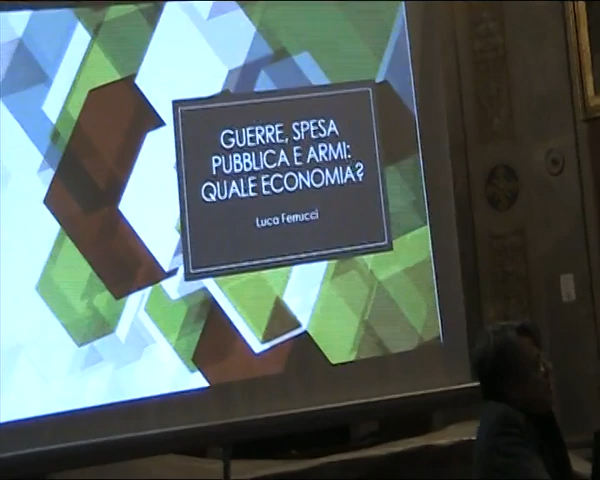 GUERRE, SPESA
PUBBLICA E ARMI:
QUALE ECONOMIA?
Luca Ferrucci